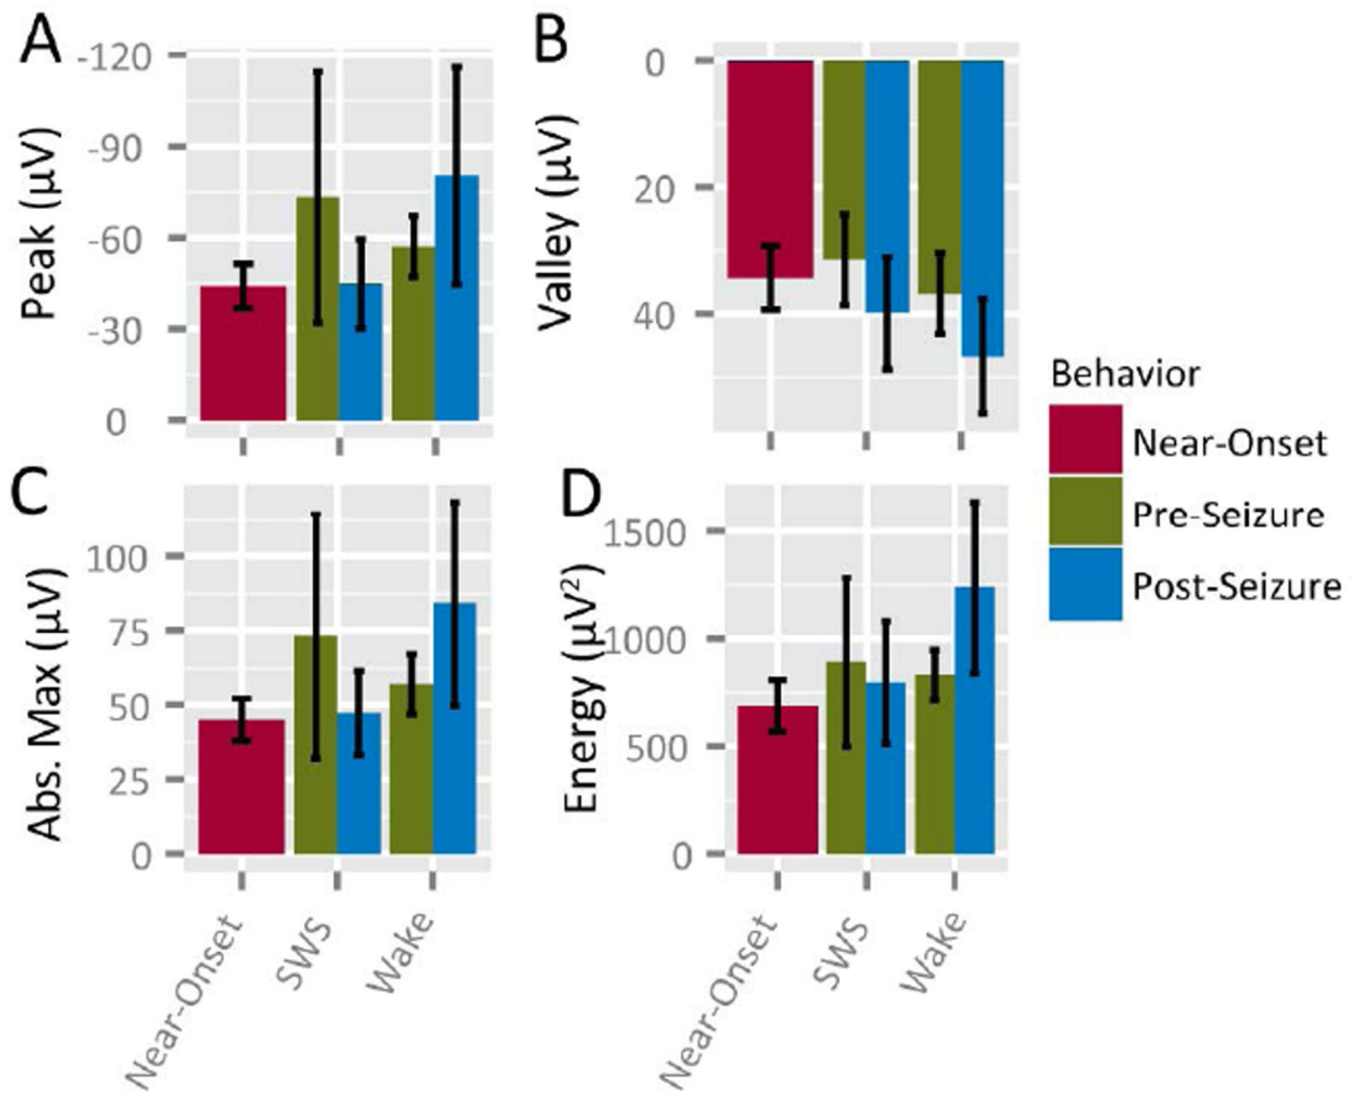 A
Peak (µV)
-120
-90
-60
-30
0
B
Valley (µV)
0
20
40
C
Abs. Max (µV)
100
75
50
25
0
Near-Onset
SWS
Wake
D
Energy (µV²)
1500
1000
500
0
Near-Onset
SWS
Wake
Behavior
Near-Onset
Pre-Seizure
Post-Seizure